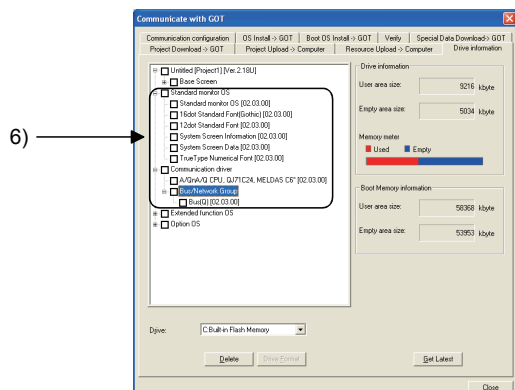 Communicate with GOT
Communication configuration OS Install -> GOT Boot OS Install -> GOT Verify Special Data Download-> GOT
Project Download -> GOT Project Upload -> Computer Resource Upload -> Computer Drive information
Untitled [Project1] [Ver.2.18U]
Base Screen
Standard monitor OS
Standard monitor OS [02.03.00]
16dot Standard Font(Gothic) [02.03.00]
12dot Standard Font [02.03.00]
System Screen Information [02.03.00]
System Screen Data [02.03.00]
TrueType Numerical Font [02.03.00]
Communication driver
A/QnA/Q CPU, QJ71C24, MELDAS C6* [02.03.00]
Bus/Network Group
Bus(Q) [02.03.00]
Extended function OS
Option OS
6)
Drive information
User area size: 9216 kbyte
Empty area size: 5034 kbyte
Memory meter
Used Empty
Boot Memory information
User area size: 58368 kbyte
Empty area size: 53953 kbyte
Drive: C:Built-in Flash Memory
Delete Drive Format Get Latest
Close